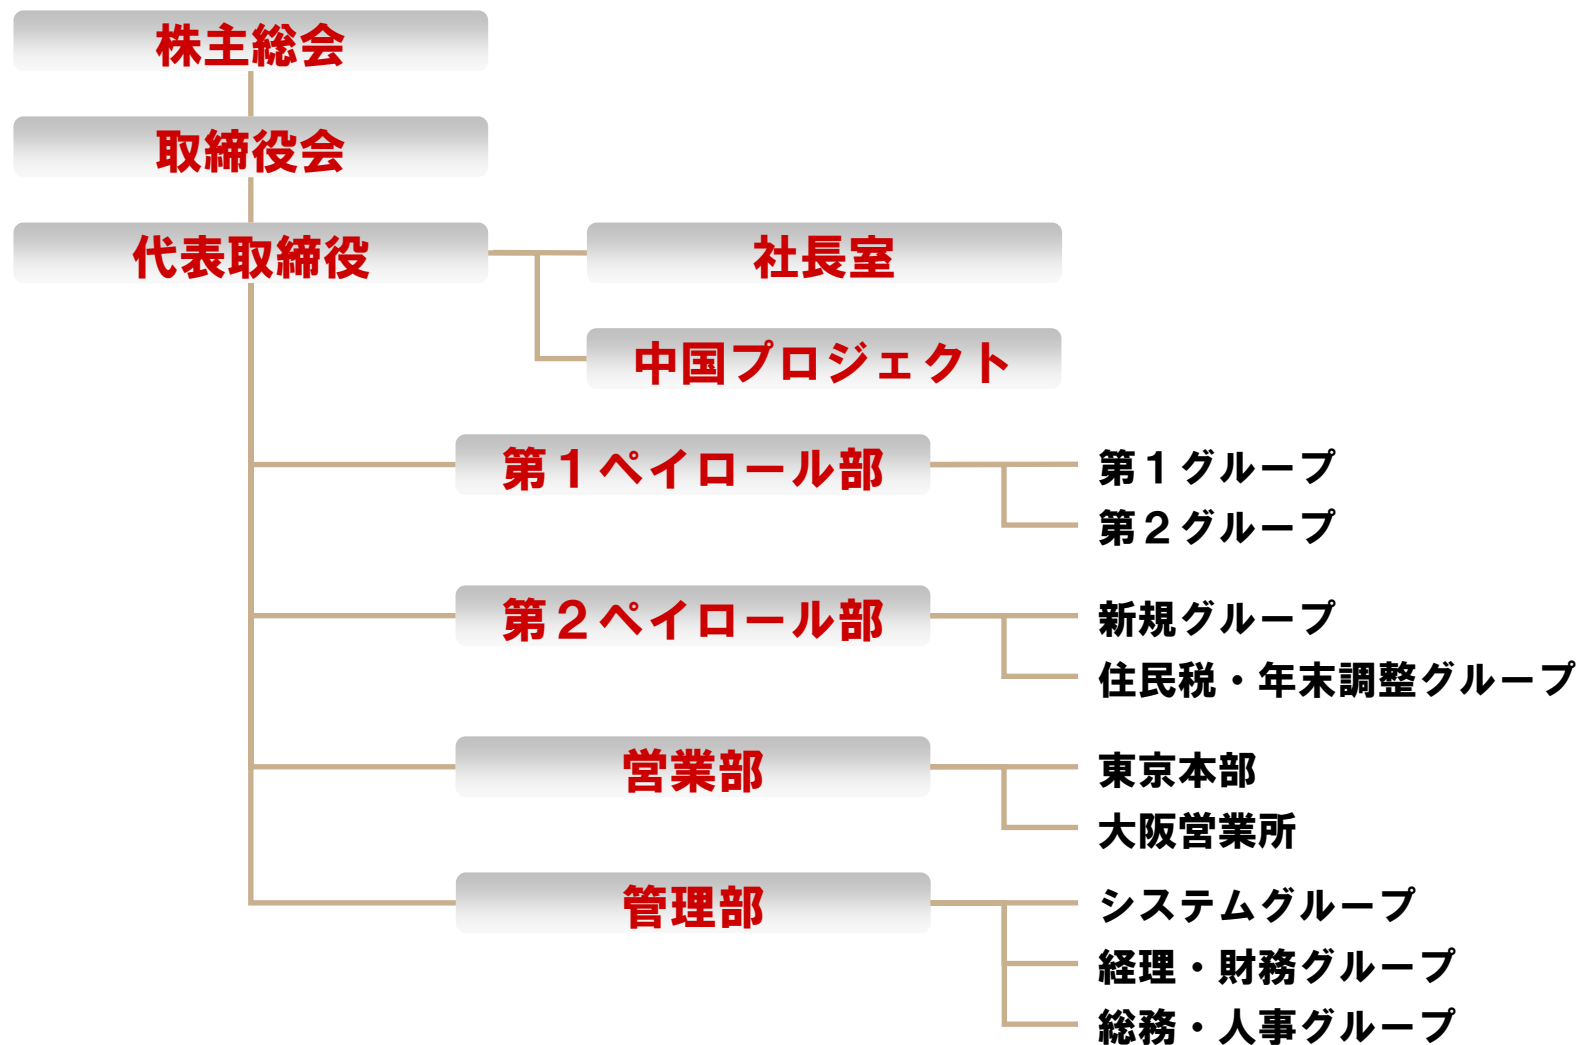 株主総会
取締役会
代表取締役
社長室
中国プロジェクト
第１ペイロール部
第１グループ
第２グループ
第２ペイロール部
新規グループ
住民税・年末調整グループ
営業部
東京本部
大阪営業所
管理部
システムグループ
経理・財務グループ
総務・人事グループ